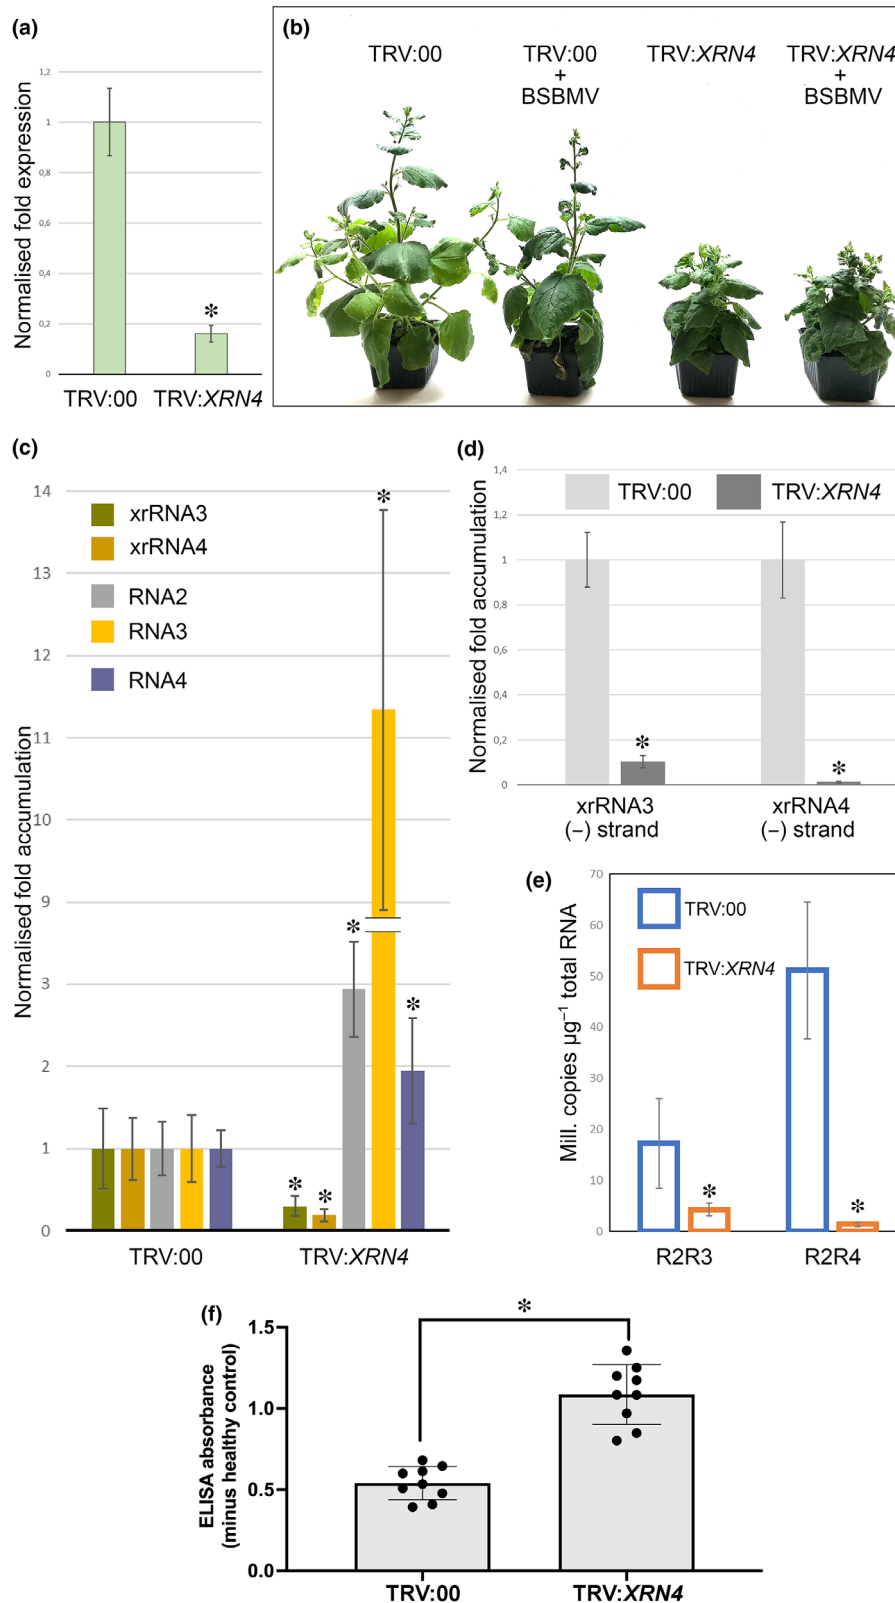 (a)
Normalised fold expression
1,2
1
0,8
0,6
0,4
0,2
0
*
TRV:00
TRV:XRN4
(b)
TRV:00
TRV:00
+
BSBMV
TRV:XRN4
TRV:XRN4
+
BSBMV
(c)
Normalised fold accumulation
14
13
12
11
10
9
3
2
1
0
xrRNA3
xrRNA4
RNA2
RNA3
RNA4
*
*
*
*
*
TRV:00
TRV:XRN4
(d)
Normalised fold accumulation
1,4
1,2
1
0,8
0,6
0,4
0,2
0
TRV:00
TRV:XRN4
*
*
xrRNA3
(−) strand
xrRNA4
(−) strand
(e)
Mill. copies µg⁻¹ total RNA
70
60
50
40
30
20
10
0
TRV:00
TRV:XRN4
*
*
R2R3
R2R4
(f)
ELISA absorbance
(minus healthy control)
1.5
1.0
0.5
0.0
*
TRV:00
TRV:XRN4